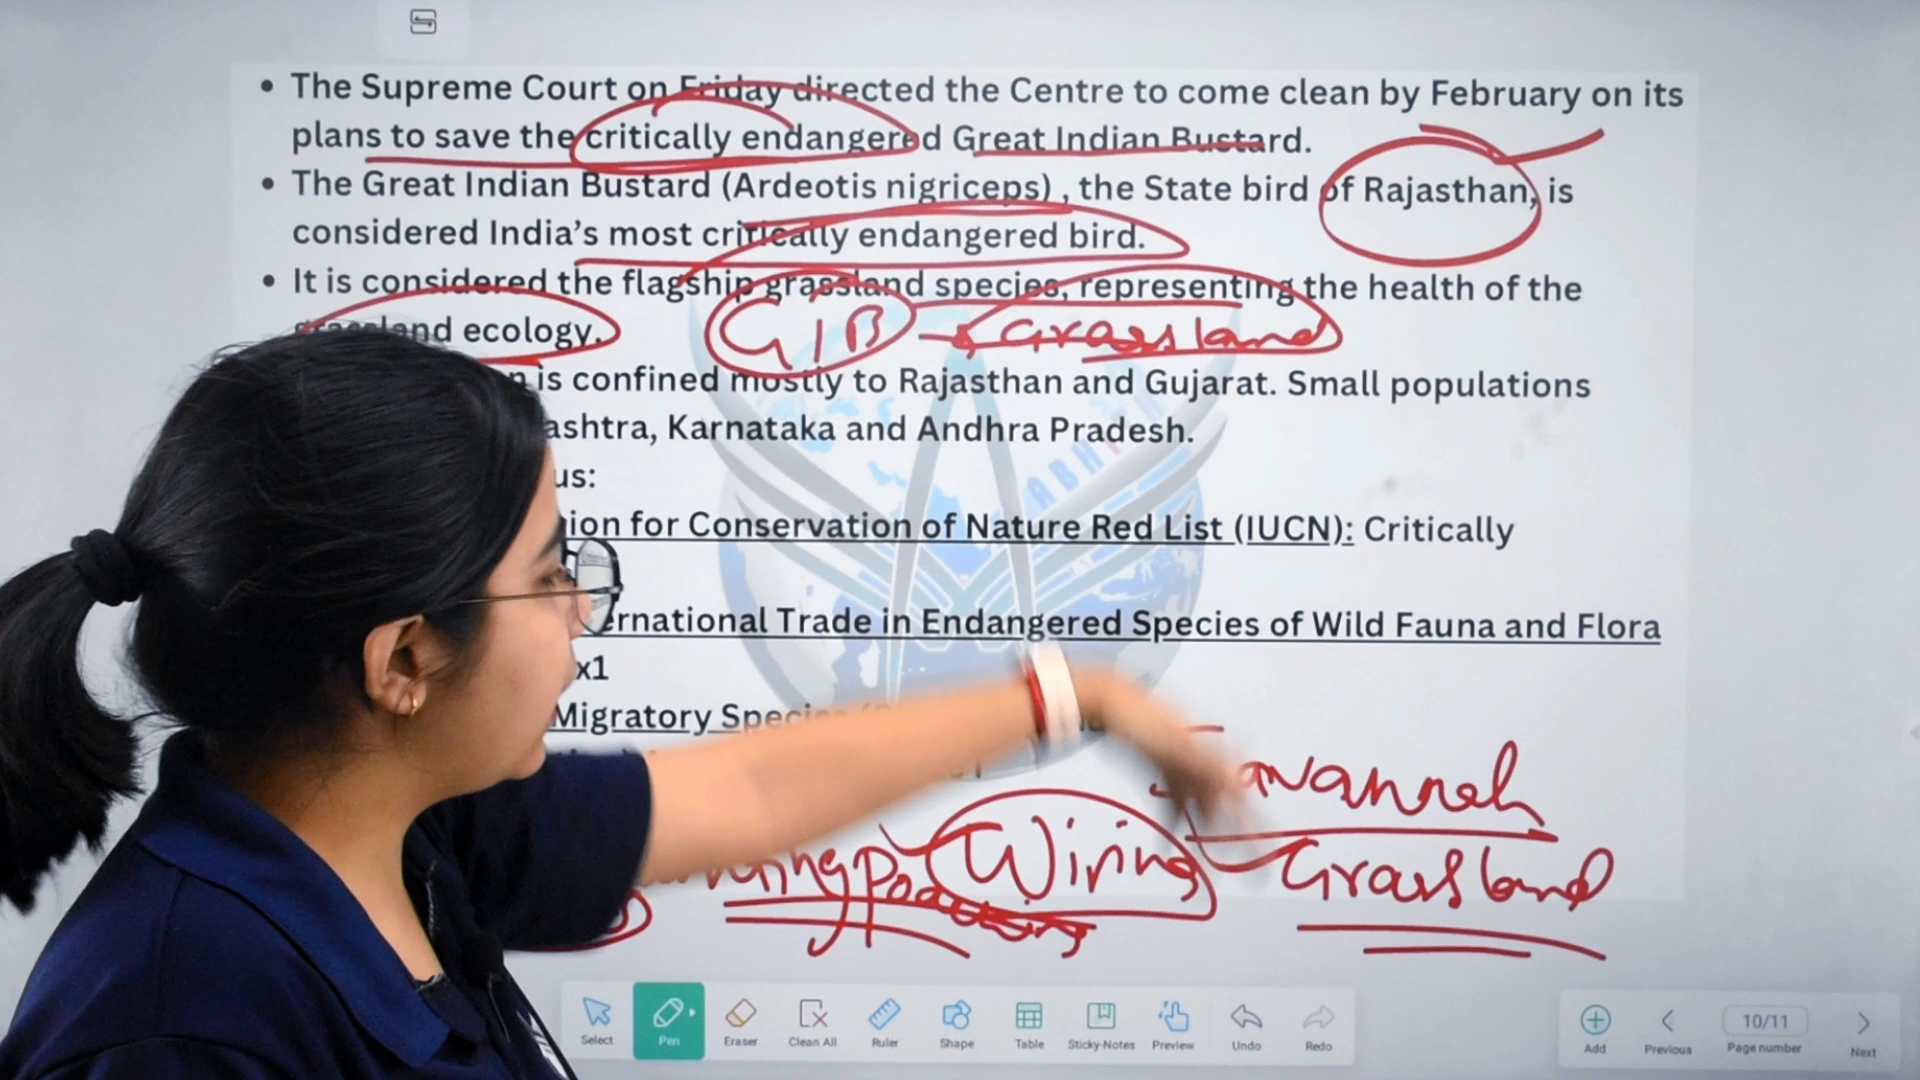 • The Supreme Court on Friday directed the Centre to come clean by February on its
plans to save the critically endangered Great Indian Bustard.
• The Great Indian Bustard (Ardeotis nigriceps) , the State bird of Rajasthan, is
considered India's most critically endangered bird.
• It is considered the flagship grassland species, representing the health of the
grassland ecology.
GIB → Grassland
is confined mostly to Rajasthan and Gujarat. Small populations
ashtra, Karnataka and Andhra Pradesh.
us:
ion for Conservation of Nature Red List (IUCN): Critically
ernational Trade in Endangered Species of Wild Fauna and Flora
x1
Migratory Speci
avannah
Wiring
Grassland
Select Pen Eraser Clean All Ruler Shape Table Sticky-Notes Preview Undo Redo
Add Previous 10/11 Page number Next